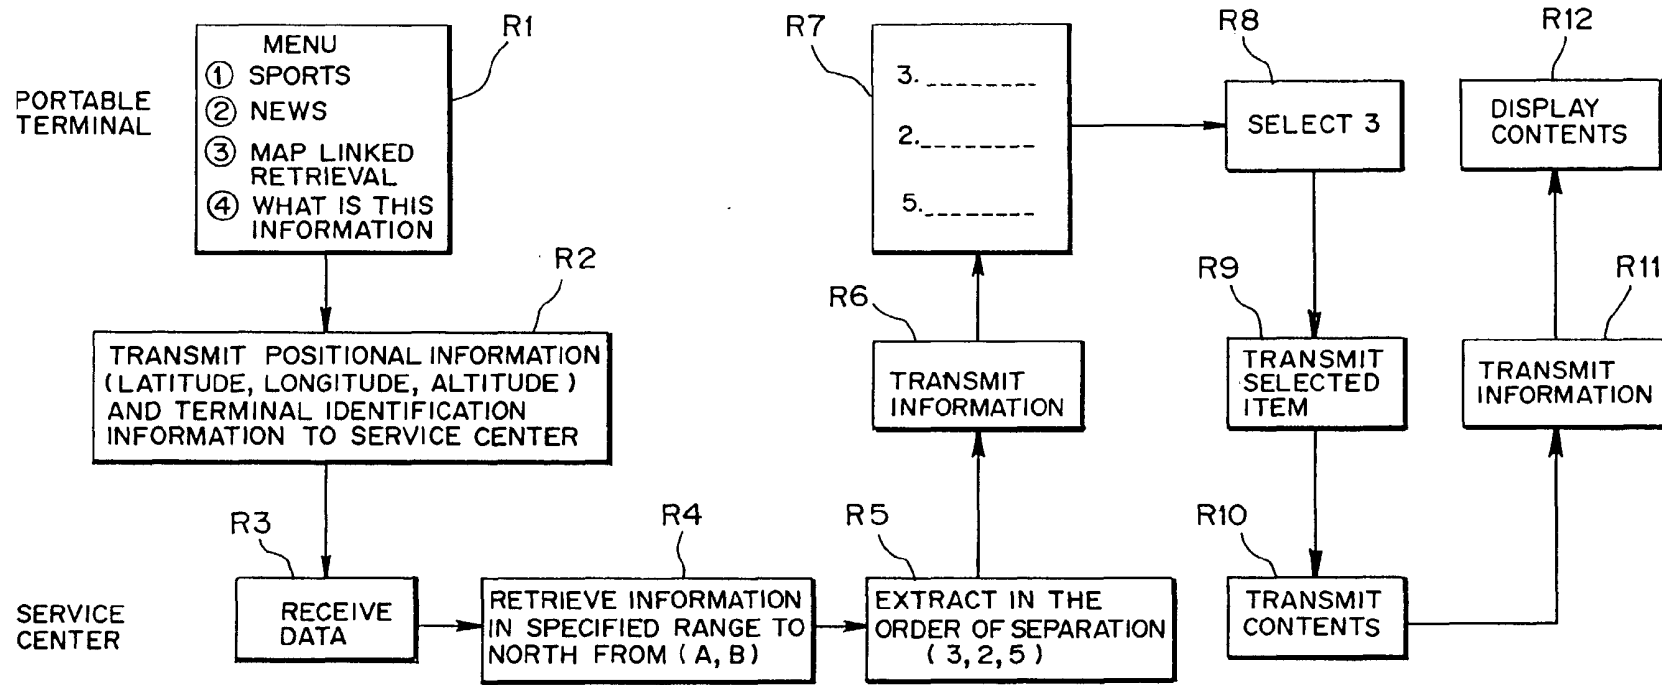 PORTABLE
TERMINAL
R1
MENU
① SPORTS
② NEWS
③ MAP LINKED
RETRIEVAL
④ WHAT IS THIS
INFORMATION
R2
TRANSMIT POSITIONAL INFORMATION
(LATITUDE, LONGITUDE, ALTITUDE)
AND TERMINAL IDENTIFICATION
INFORMATION TO SERVICE CENTER
SERVICE
CENTER
R3
RECEIVE
DATA
R4
RETRIEVE INFORMATION
IN SPECIFIED RANGE TO
NORTH FROM (A, B)
R5
EXTRACT IN THE
ORDER OF SEPARATION
(3, 2, 5)
R6
TRANSMIT
INFORMATION
R7
3.
2.
5.
R8
SELECT 3
R9
TRANSMIT
SELECTED
ITEM
R10
TRANSMIT
CONTENTS
R11
TRANSMIT
INFORMATION
R12
DISPLAY
CONTENTS